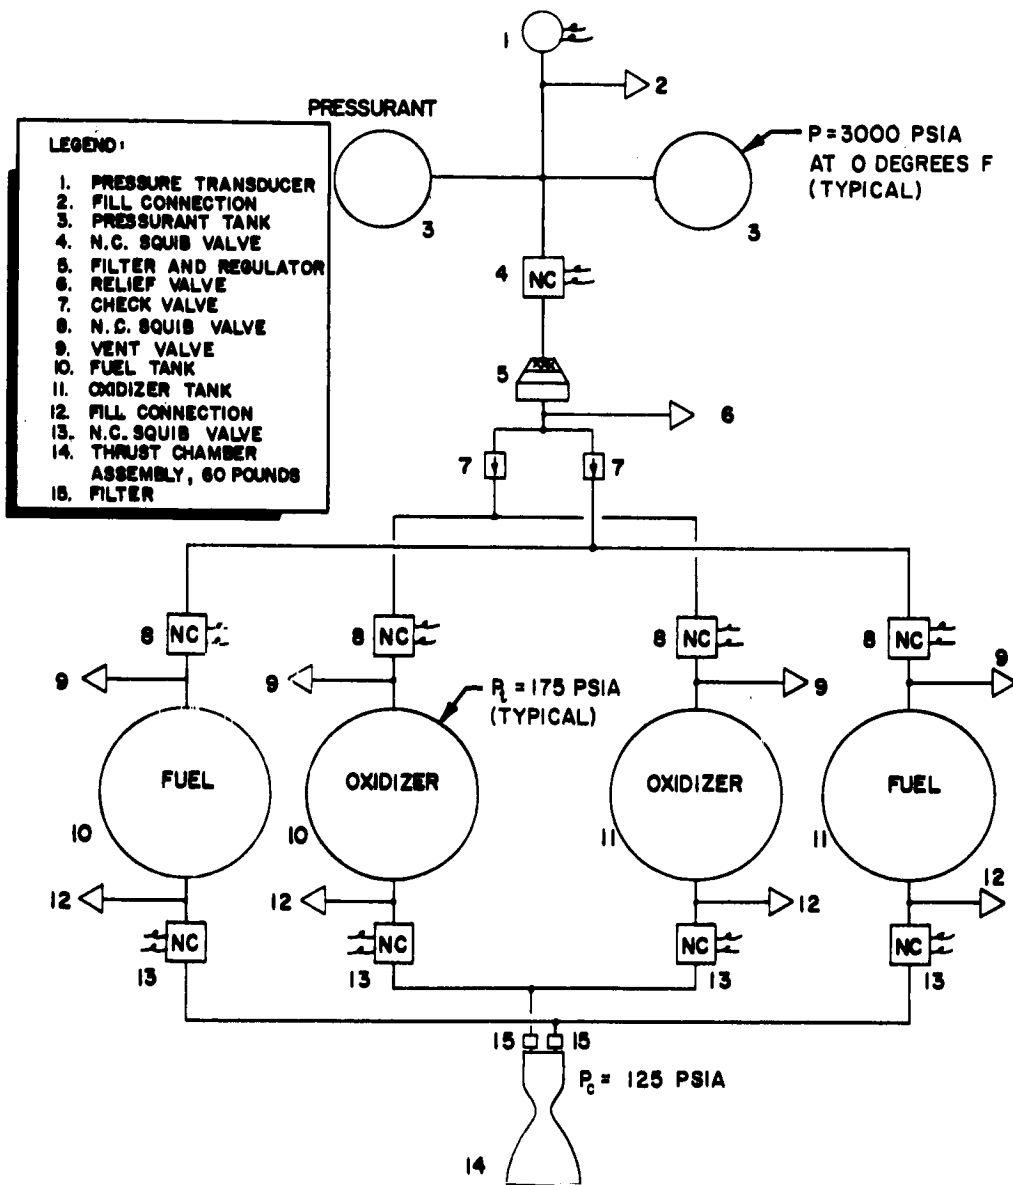 1
2
PRESSURANT
P = 3000 PSIA
AT 0 DEGREES F
(TYPICAL)
3
3
LEGEND:
1. PRESSURE TRANSDUCER
2. FILL CONNECTION
3. PRESSURANT TANK
4. N.C. SQUIB VALVE
5. FILTER AND REGULATOR
6. RELIEF VALVE
7. CHECK VALVE
8. N.C. SQUIB VALVE
9. VENT VALVE
10. FUEL TANK
11. OXIDIZER TANK
12. FILL CONNECTION
13. N.C. SQUIB VALVE
14. THRUST CHAMBER
ASSEMBLY, 60 POUNDS
15. FILTER
4 NC
5
6
7 7
8 NC 8 NC 8 NC 8 NC
9 9 9 9
Pt = 175 PSIA
(TYPICAL)
FUEL OXIDIZER OXIDIZER FUEL
10 10 11 11
12 12 12 12
NC NC NC NC
13 13 13 13
15 15
Pc = 125 PSIA
14